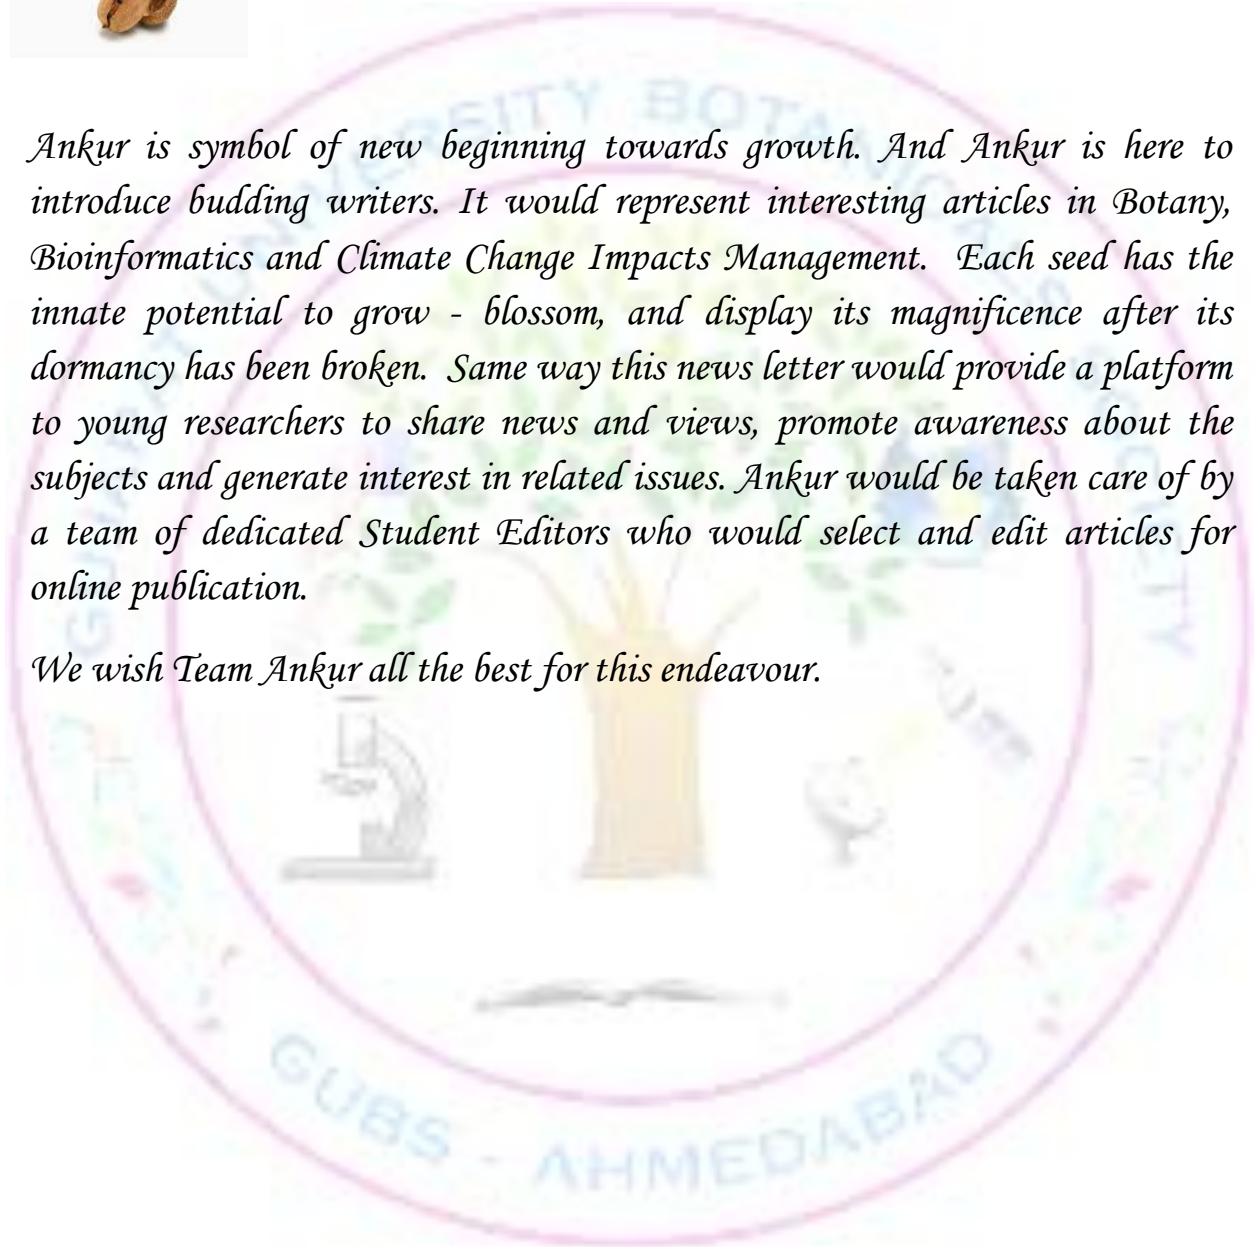 Ankur is symbol of new beginning towards growth. And Ankur is here to
introduce budding writers. It would represent interesting articles in Botany,
Bioinformatics and Climate Change Impacts Management. Each seed has the
innate potential to grow - blossom, and display its magnificence after its
dormancy has been broken. Same way this news letter would provide a platform
to young researchers to share news and views, promote awareness about the
subjects and generate interest in related issues. Ankur would be taken care of by
a team of dedicated Student Editors who would select and edit articles for
online publication.
We wish Team Ankur all the best for this endeavour.
GUJARAT UNIVERSITY BOTANICAL SOCIETY
GUBS - AHMEDABAD